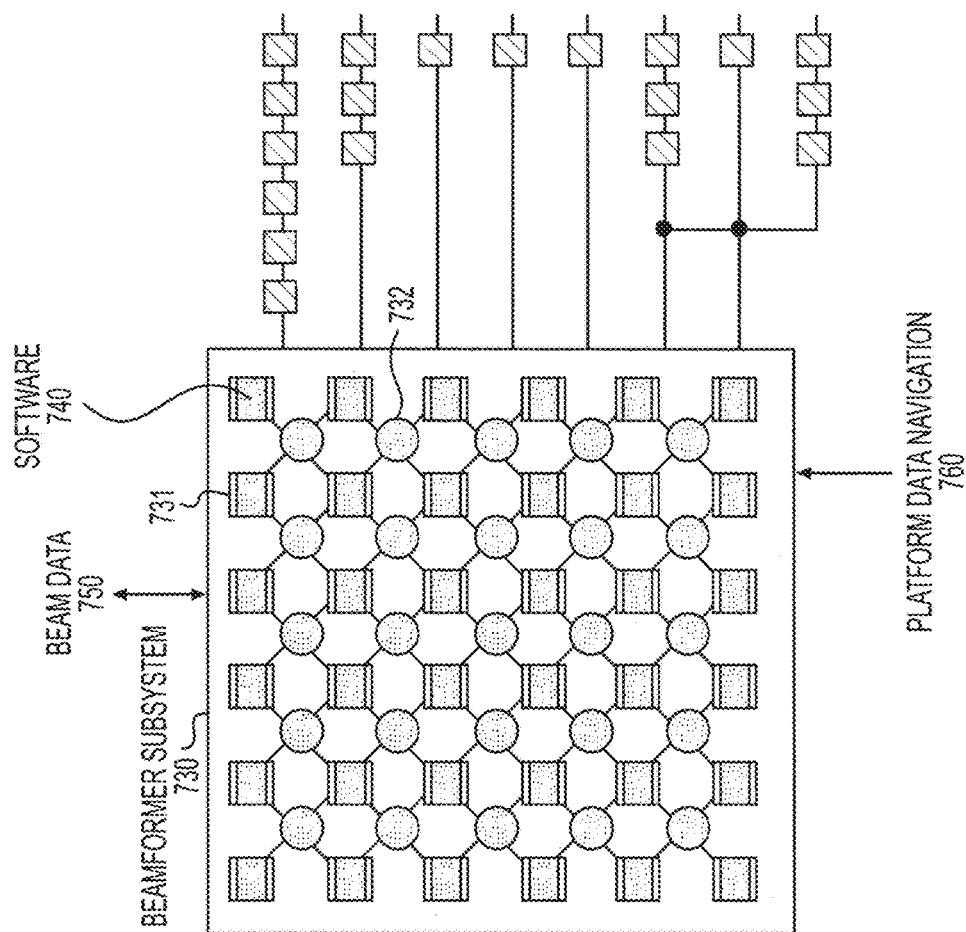 BEAMFORMER SUBSYSTEM
730
BEAM DATA
750
SOFTWARE
740
731
732
PLATFORM DATA NAVIGATION
760